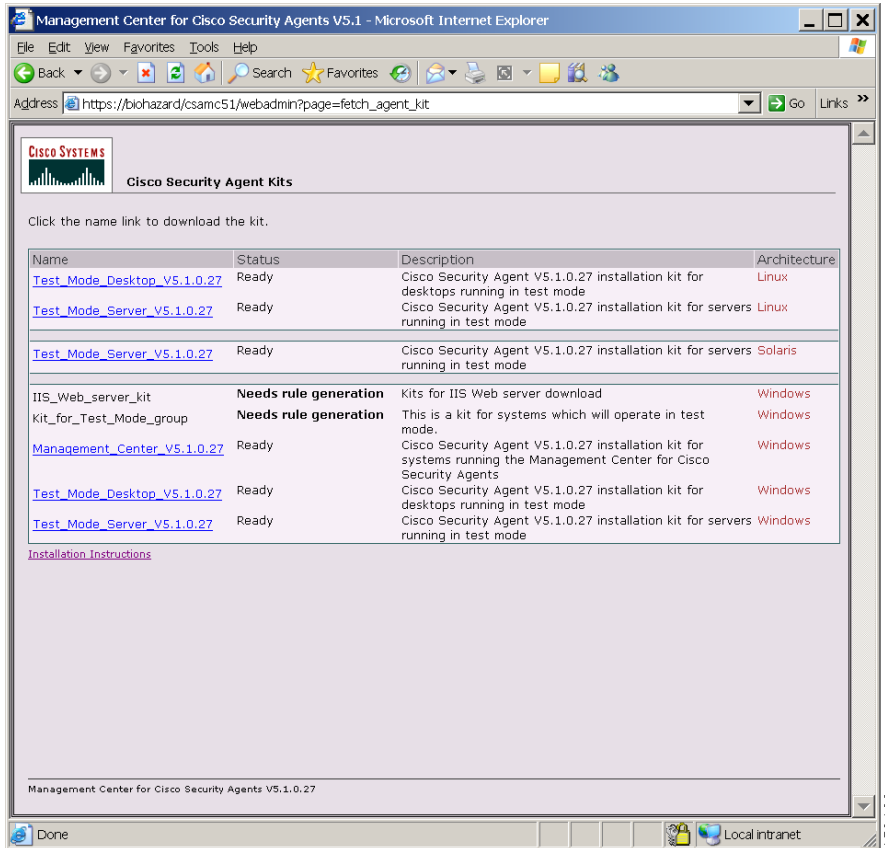 Management Center for Cisco Security Agents V5.1 - Microsoft Internet Explorer
File Edit View Favorites Tools Help
Back Search Favorites
Address https://biohazard/csamc51/webadmin?page=fetch_agent_kit Go Links »
CISCO SYSTEMS
Cisco Security Agent Kits
Click the name link to download the kit.
Name Status Description Architecture
Test_Mode_Desktop_V5.1.0.27 Ready Cisco Security Agent V5.1.0.27 installation kit for Linux
desktops running in test mode
Test_Mode_Server_V5.1.0.27 Ready Cisco Security Agent V5.1.0.27 installation kit for servers Linux
running in test mode
Test_Mode_Server_V5.1.0.27 Ready Cisco Security Agent V5.1.0.27 installation kit for servers Solaris
running in test mode
IIS_Web_server_kit Needs rule generation Kits for IIS Web server download Windows
Kit_for_Test_Mode_group Needs rule generation This is a kit for systems which will operate in test Windows
mode.
Management_Center_V5.1.0.27 Ready Cisco Security Agent V5.1.0.27 installation kit for Windows
systems running the Management Center for Cisco
Security Agents
Test_Mode_Desktop_V5.1.0.27 Ready Cisco Security Agent V5.1.0.27 installation kit for Windows
desktops running in test mode
Test_Mode_Server_V5.1.0.27 Ready Cisco Security Agent V5.1.0.27 installation kit for servers Windows
running in test mode
Installation Instructions
Management Center for Cisco Security Agents V5.1.0.27
Done Local intranet